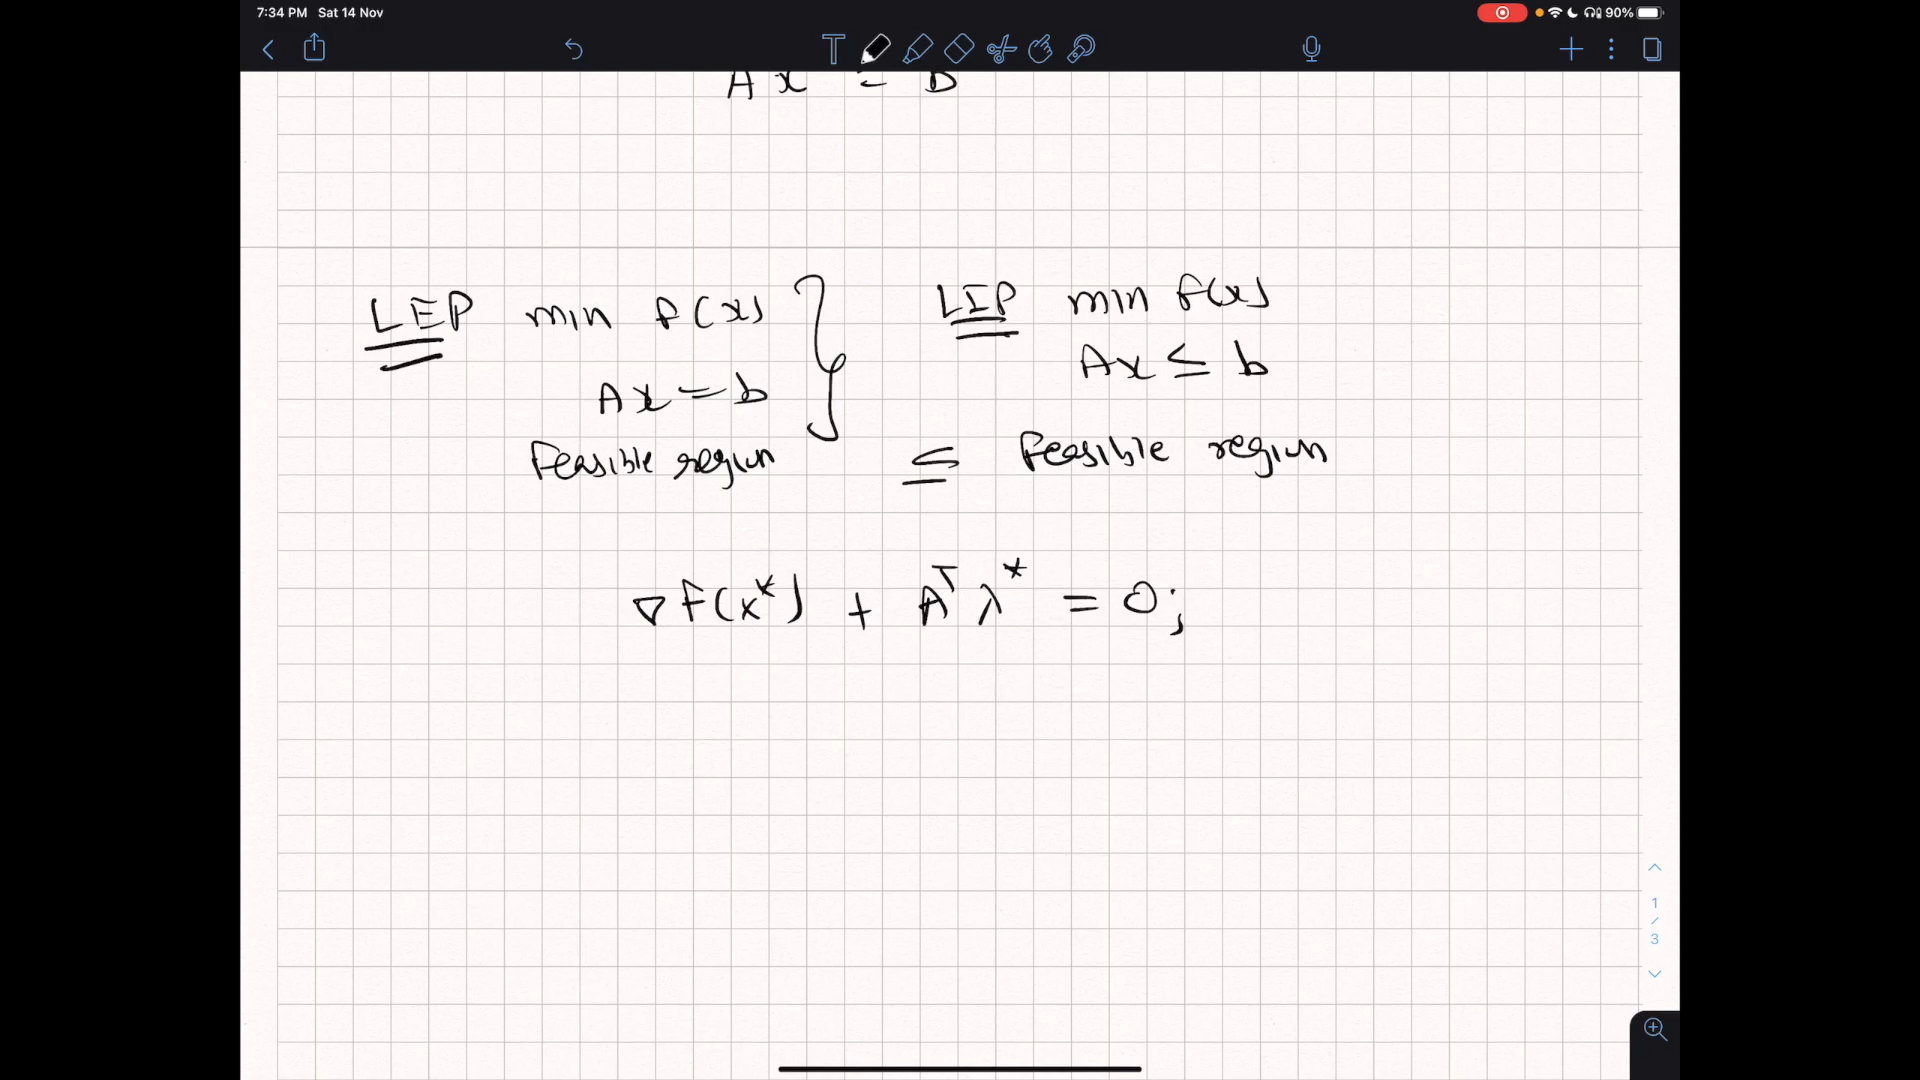 7:34 PM Sat 14 Nov
90%
T
Ax = b
LEP min f(x)
Ax = b
Feasible region
LIP min f(x)
Ax ≤ b
⊆ Feasible region
∇f(x*) + Aᵀλ* = 0;
1
/
3